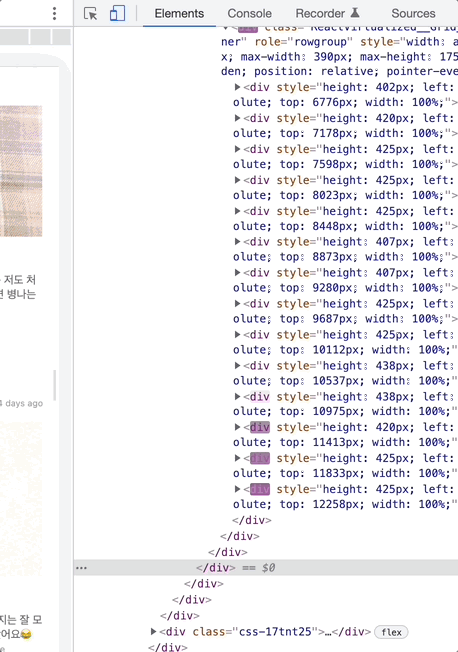 Elements Console Recorder Sources
<div class="ReactVirtualized__Grid_
ner" role="rowgroup" style="width: a
x; max-width: 390px; max-height: 175
den; position: relative; pointer-eve
<div style="height: 402px; left:
olute; top: 6776px; width: 100%;">
<div style="height: 420px; left:
olute; top: 7178px; width: 100%;">
<div style="height: 425px; left:
olute; top: 7598px; width: 100%;">
<div style="height: 425px; left:
olute; top: 8023px; width: 100%;">
<div style="height: 425px; left:
olute; top: 8448px; width: 100%;">
<div style="height: 407px; left:
olute; top: 8873px; width: 100%;">
<div style="height: 407px; left:
olute; top: 9280px; width: 100%;">
<div style="height: 425px; left:
olute; top: 9687px; width: 100%;">
<div style="height: 425px; left:
olute; top: 10112px; width: 100%;"
<div style="height: 438px; left:
olute; top: 10537px; width: 100%;"
<div style="height: 438px; left:
olute; top: 10975px; width: 100%;"
<div style="height: 420px; left:
olute; top: 11413px; width: 100%;"
<div style="height: 425px; left:
olute; top: 11833px; width: 100%;"
<div style="height: 425px; left:
olute; top: 12258px; width: 100%;"
</div>
</div>
</div>
</div> == $0
</div>
</div>
</div>
<div class="css-17tnt25">…</div> flex
</div>
저도 처
병나는
4 days ago
지는 잘 모
어요😂